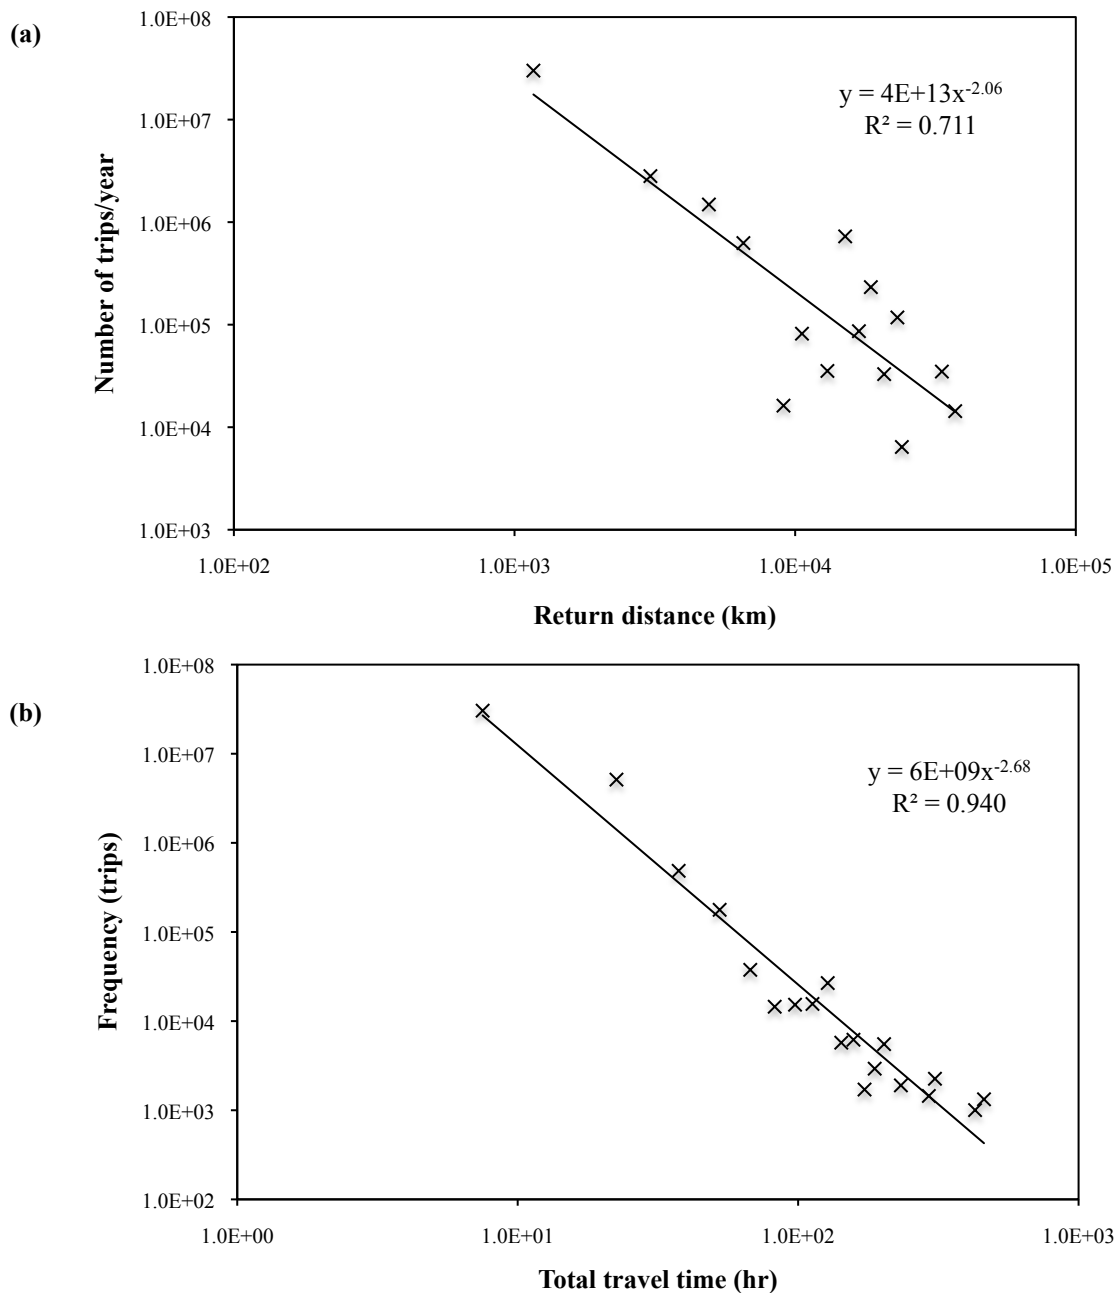 (a)
1.0E+08
1.0E+07
1.0E+06
1.0E+05
1.0E+04
1.0E+03
Number of trips/year
y = 4E+13x^-2.06
R² = 0.711
1.0E+02 1.0E+03 1.0E+04 1.0E+05
Return distance (km)
(b)
1.0E+08
1.0E+07
1.0E+06
1.0E+05
1.0E+04
1.0E+03
1.0E+02
Frequency (trips)
y = 6E+09x^-2.68
R² = 0.940
1.0E+00 1.0E+01 1.0E+02 1.0E+03
Total travel time (hr)